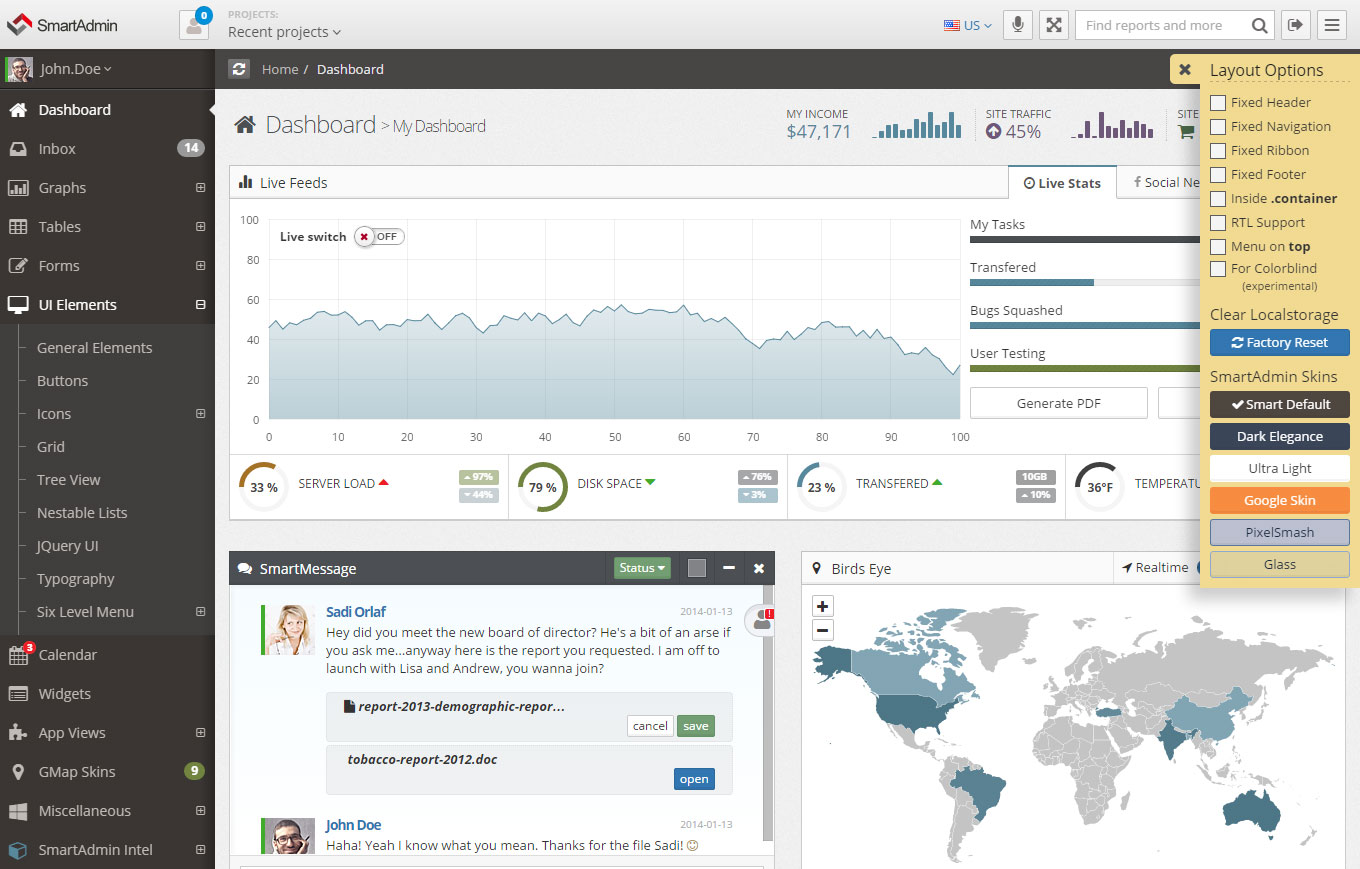 SmartAdmin
0
PROJECTS:
Recent projects
US
Find reports and more
John.Doe
Home / Dashboard
Dashboard
Inbox
14
Graphs
Tables
Forms
UI Elements
General Elements
Buttons
Icons
Grid
Tree View
Nestable Lists
JQuery UI
Typography
Six Level Menu
3
Calendar
Widgets
App Views
GMap Skins
9
Miscellaneous
SmartAdmin Intel
Dashboard > My Dashboard
MY INCOME
$47,171
SITE TRAFFIC
45%
SITE
Live Feeds
Live Stats
Social Ne
Live switch
OFF
100
80
60
40
20
0
0 10 20 30 40 50 60 70 80 90 100
My Tasks
Transfered
Bugs Squashed
User Testing
Generate PDF
33 %
SERVER LOAD
97%
44%
79 %
DISK SPACE
76%
3%
23 %
TRANSFERED
10GB
10%
36°F
TEMPERATU
SmartMessage
Status
Sadi Orlaf
2014-01-13
Hey did you meet the new board of director? He's a bit of an arse if
you ask me...anyway here is the report you requested. I am off to
launch with Lisa and Andrew, you wanna join?
report-2013-demographic-repor...
cancel
save
tobacco-report-2012.doc
open
John Doe
2014-01-13
Haha! Yeah I know what you mean. Thanks for the file Sadi!
!
Birds Eye
Realtime
+
−
Layout Options
Fixed Header
Fixed Navigation
Fixed Ribbon
Fixed Footer
Inside .container
RTL Support
Menu on top
For Colorblind
(experimental)
Clear Localstorage
Factory Reset
SmartAdmin Skins
Smart Default
Dark Elegance
Ultra Light
Google Skin
PixelSmash
Glass